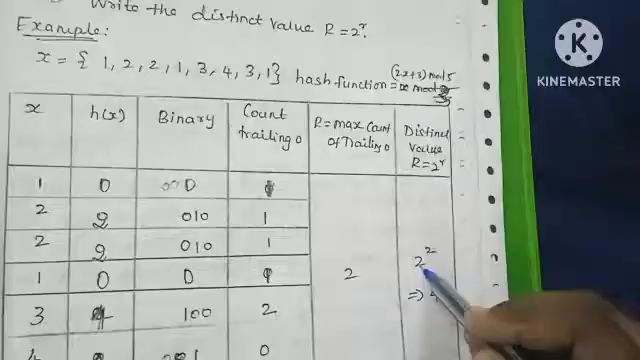 Write the distinct value R=2^r.
Example:
x = { 1, 2, 2, 1, 3, 4, 3, 1 } hash function =
(2x+3) mod 5
KINEMASTER
x h(x) Binary Count trailing 0 R = max Count of Trailing 0 Distinct value R=2^r
1 0 000
2 2 010 1
2 2 010 1
1 0 0
3 4 100 2
0
2
2^2
⇒ 4